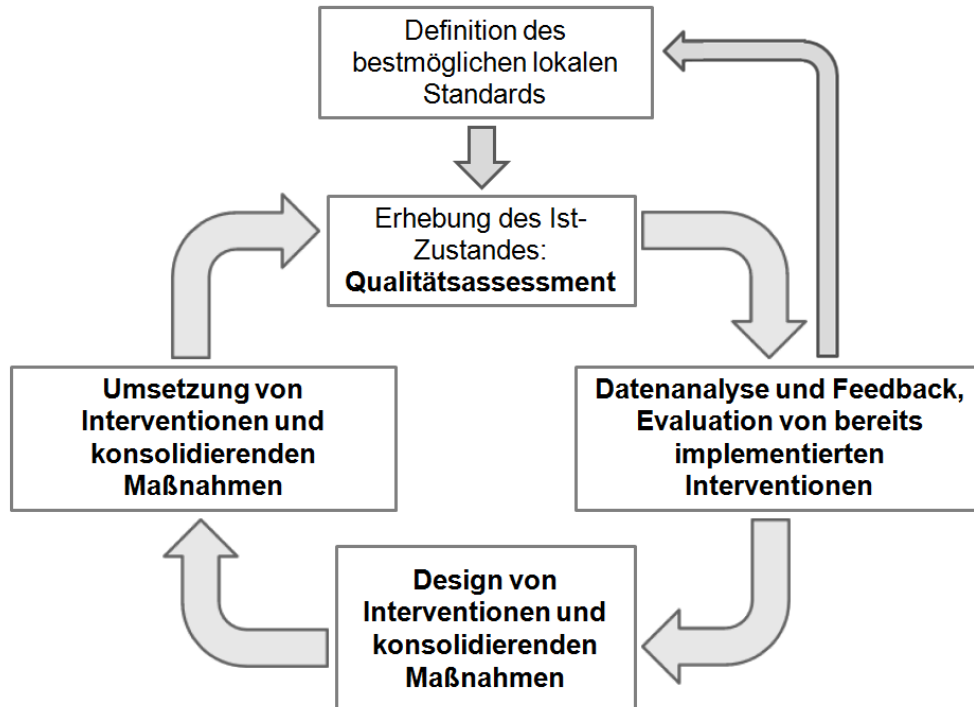 Definition des
bestmöglichen lokalen
Standards
Erhebung des Ist-
Zustandes:
Qualitätsassessment
Umsetzung von
Interventionen und
konsolidierenden
Maßnahmen
Datenanalyse und Feedback,
Evaluation von bereits
implementierten
Interventionen
Design von
Interventionen und
konsolidierenden
Maßnahmen